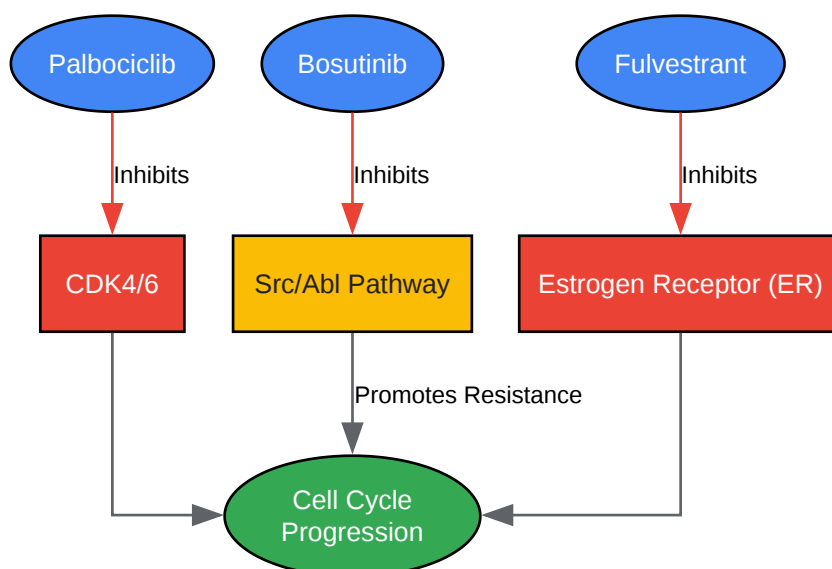 Palbociclib
Bosutinib
Fulvestrant
Inhibits
Inhibits
Inhibits
CDK4/6
Src/Abl Pathway
Estrogen Receptor (ER)
Promotes Resistance
Cell Cycle
Progression